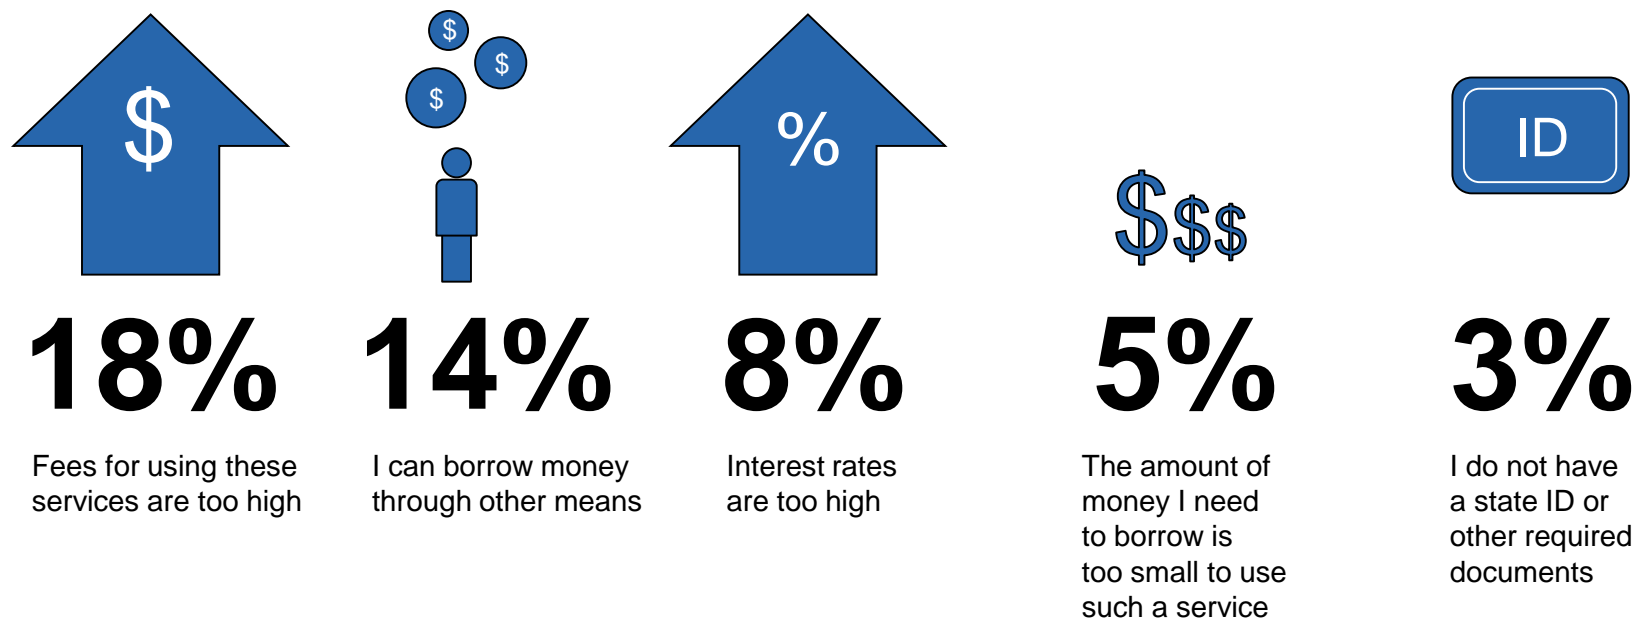 $
$
$
$
%
$$$
ID
18%
Fees for using these
services are too high
14%
I can borrow money
through other means
8%
Interest rates
are too high
5%
The amount of
money I need
to borrow is
too small to use
such a service
3%
I do not have
a state ID or
other required
documents